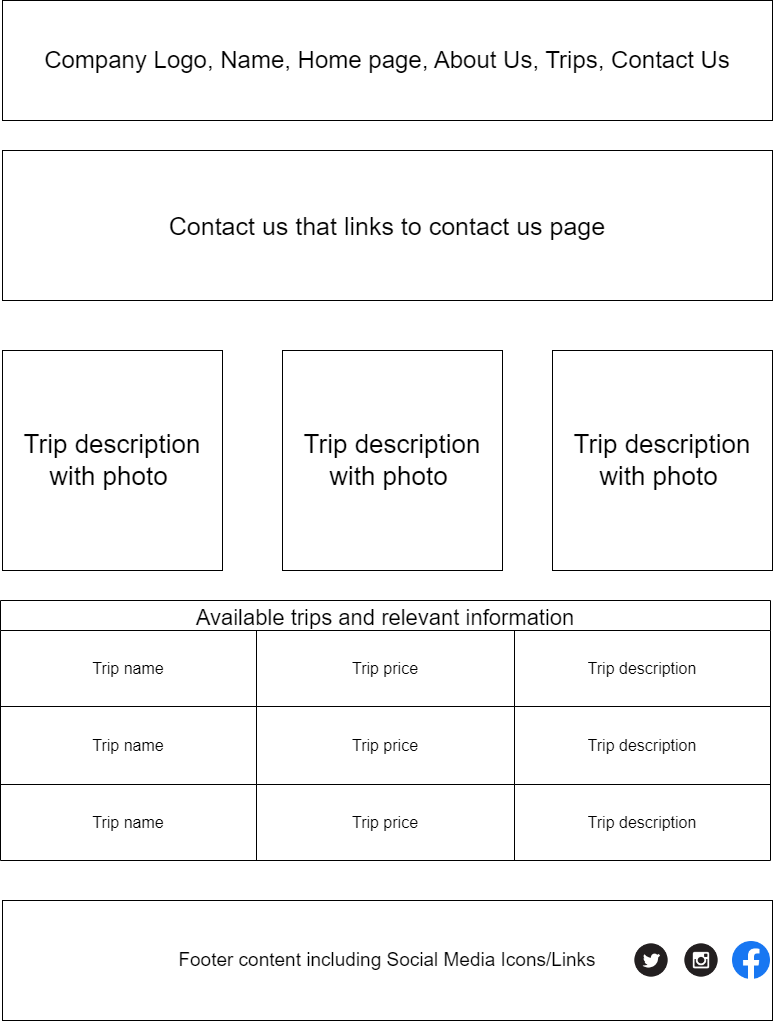 Company Logo, Name, Home page, About Us, Trips, Contact Us
Contact us that links to contact us page
Trip description
with photo
Trip description
with photo
Trip description
with photo
Available trips and relevant information
Trip name
Trip price
Trip description
Trip name
Trip price
Trip description
Trip name
Trip price
Trip description
Footer content including Social Media Icons/Links